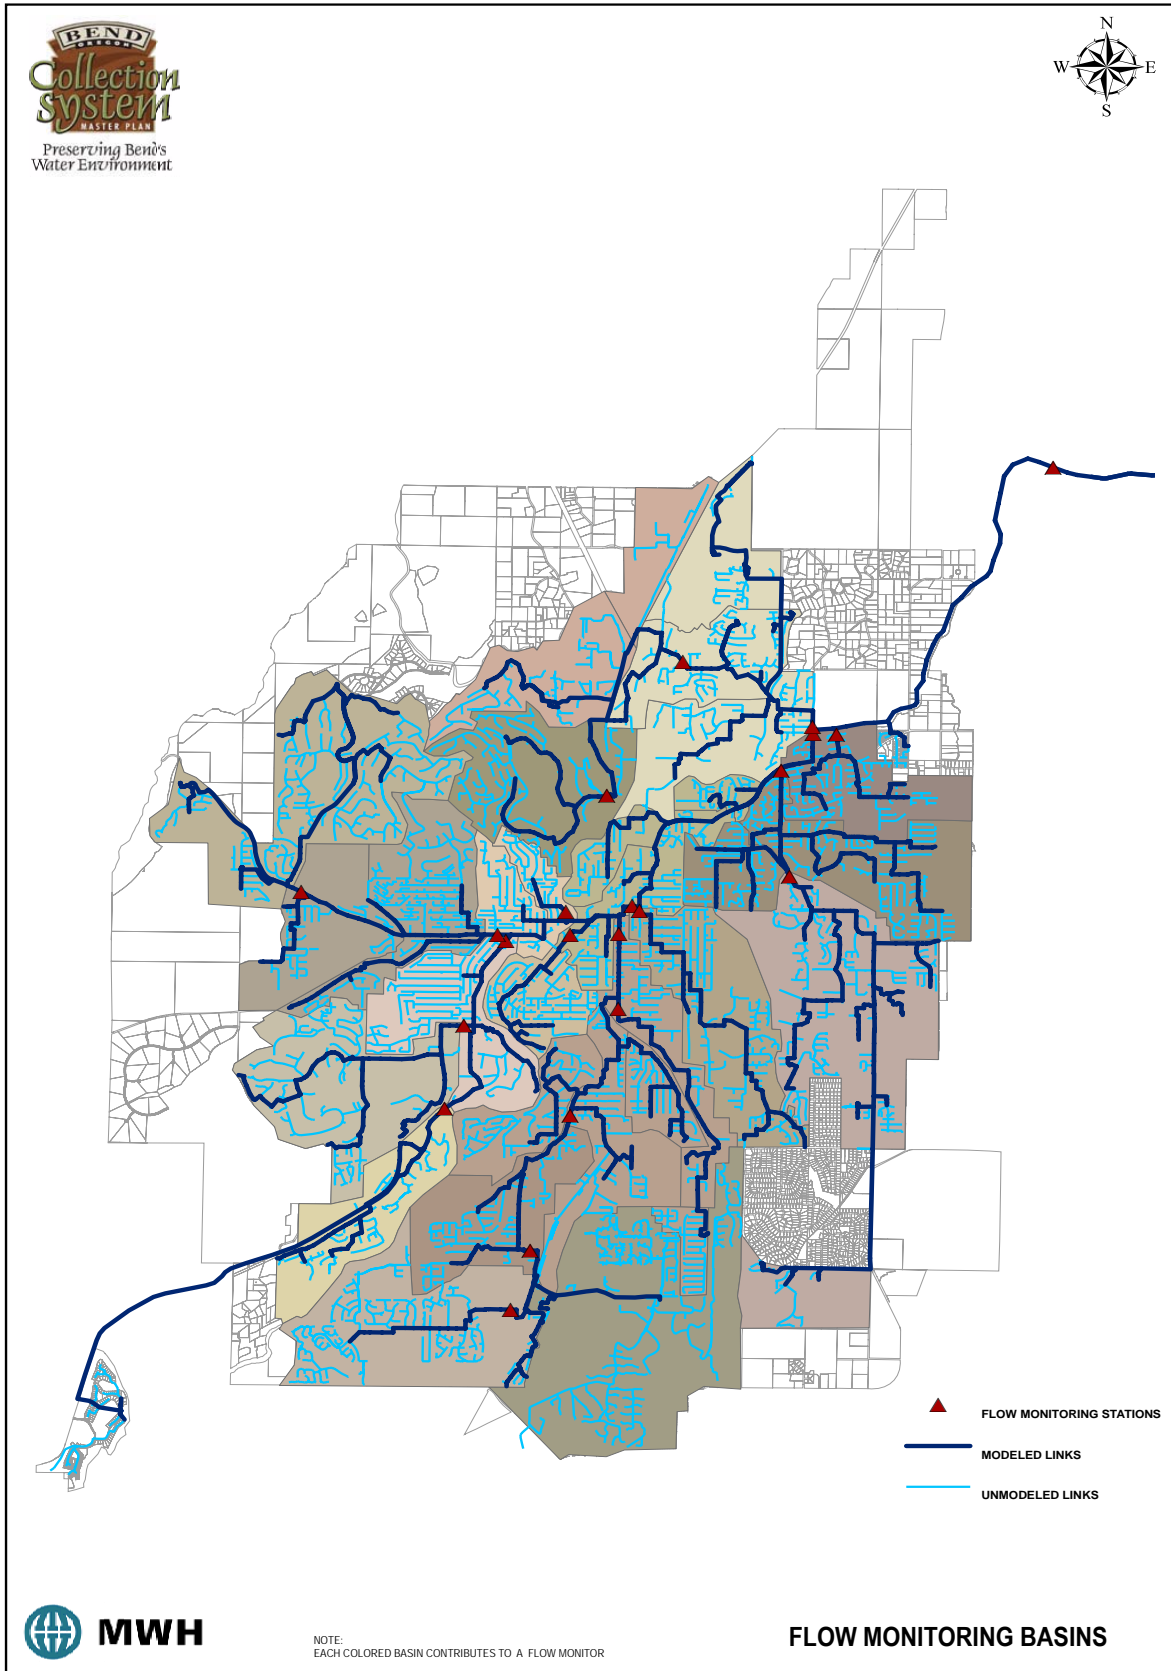 BEND
OREGON
Collection
System
MASTER PLAN
Preserving Bend's
Water Environment
N
W
E
S
FLOW MONITORING STATIONS
MODELED LINKS
UNMODELED LINKS
MWH
NOTE:
EACH COLORED BASIN CONTRIBUTES TO A FLOW MONITOR
FLOW MONITORING BASINS